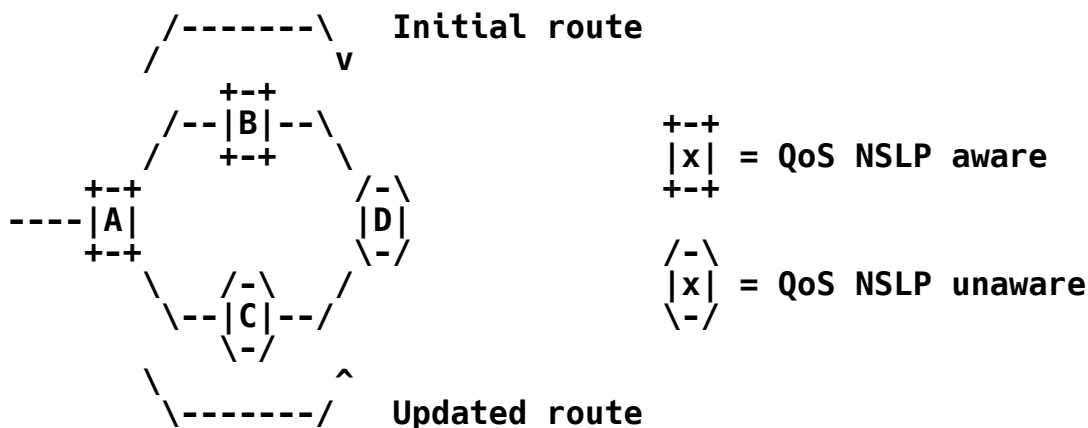 /-------\   Initial route
       /         v
           +-+
        /--|B|--\                  +-+
       /   +-+   \                 |x| = QoS NSLP aware
    +-+           /-\              +-+
----|A|           |D|
    +-+           \-/              /-\
       \   /-\   /                 |x| = QoS NSLP unaware
        \--|C|--/                  \-/
           \-/
       \         ^
        \-------/   Updated route